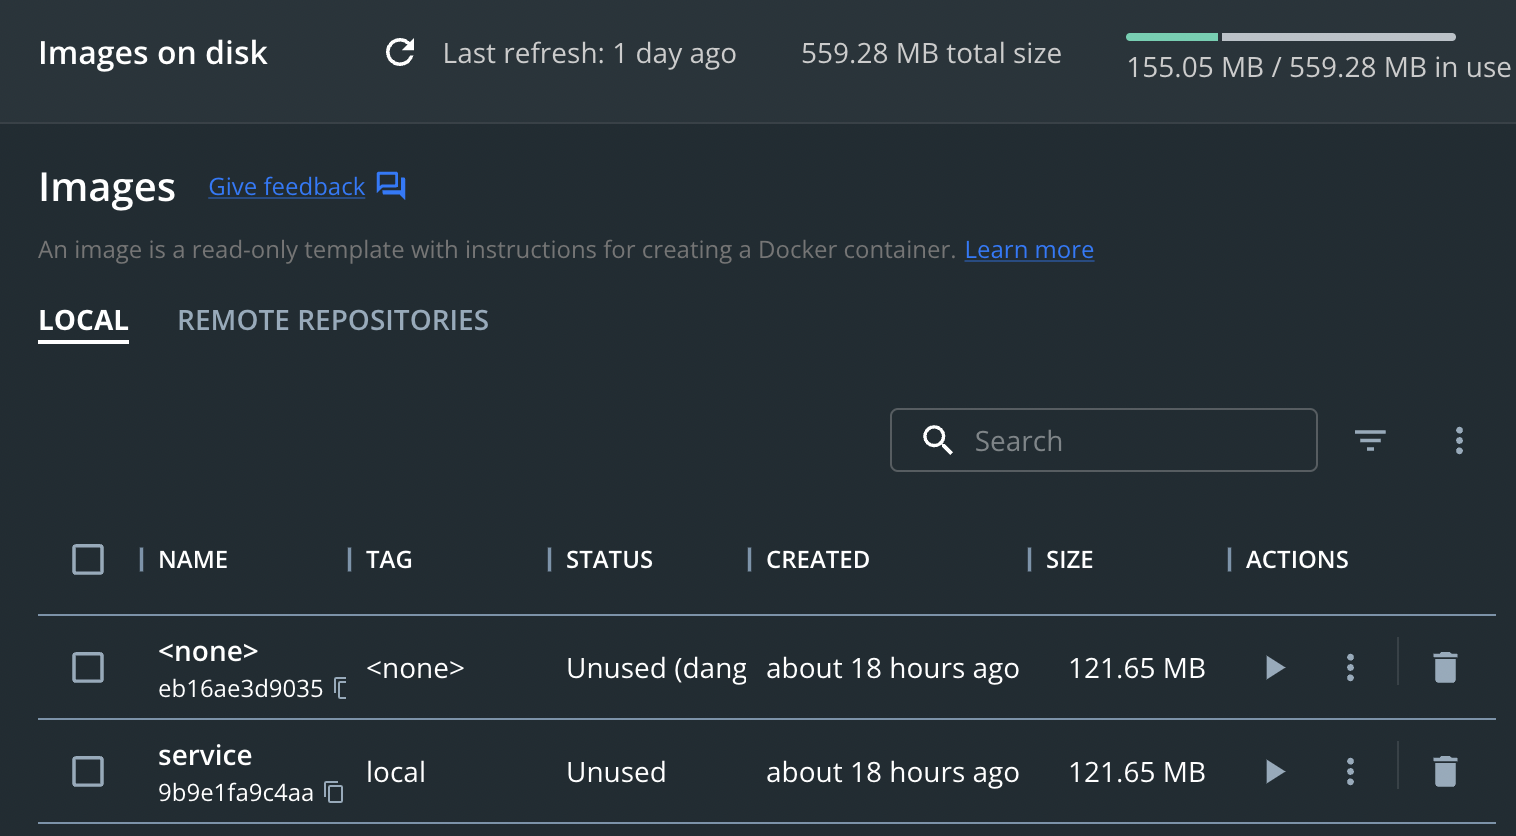 Images on disk
Last refresh: 1 day ago
559.28 MB total size
155.05 MB / 559.28 MB in use
Images
Give feedback
An image is a read-only template with instructions for creating a Docker container. Learn more
LOCAL REMOTE REPOSITORIES
Search
NAME TAG STATUS CREATED SIZE ACTIONS
<none>
eb16ae3d9035
<none> Unused (dang about 18 hours ago 121.65 MB
service
9b9e1fa9c4aa
local Unused about 18 hours ago 121.65 MB